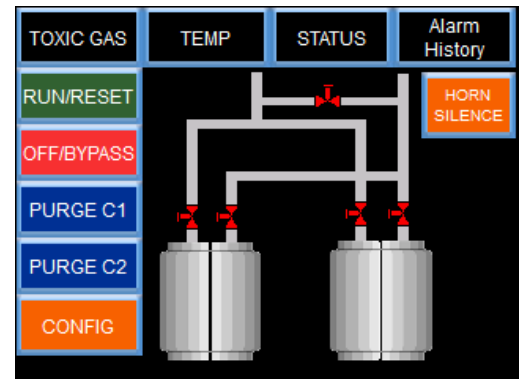 TOXIC GAS
TEMP
STATUS
Alarm
History
RUN/RESET
HORN
SILENCE
OFF/BYPASS
PURGE C1
PURGE C2
CONFIG